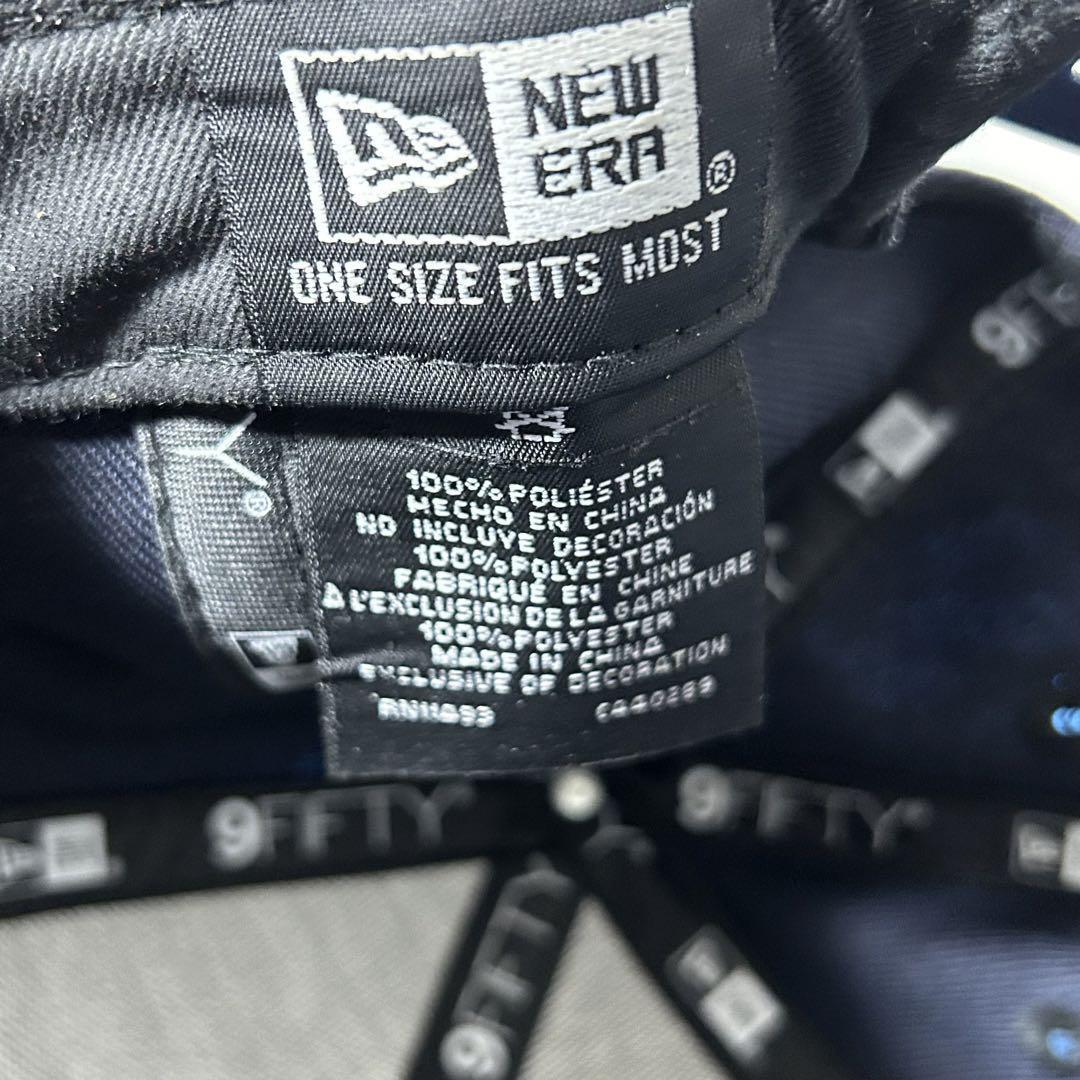 NEW
ERA
®
ONE SIZE FITS MOST
Y®
100% POLIÉSTER
HECHO EN CHINA
NO INCLUYE DECORACIÓN
100% POLYESTER
FABRIQUÉ EN CHINE
À L'EXCLUSION DE LA GARNITURE
100% POLYESTER
MADE IN CHINA
EXCLUSIVE OF DECORATION
9FIFTY
9FIFTY
9FIFTY